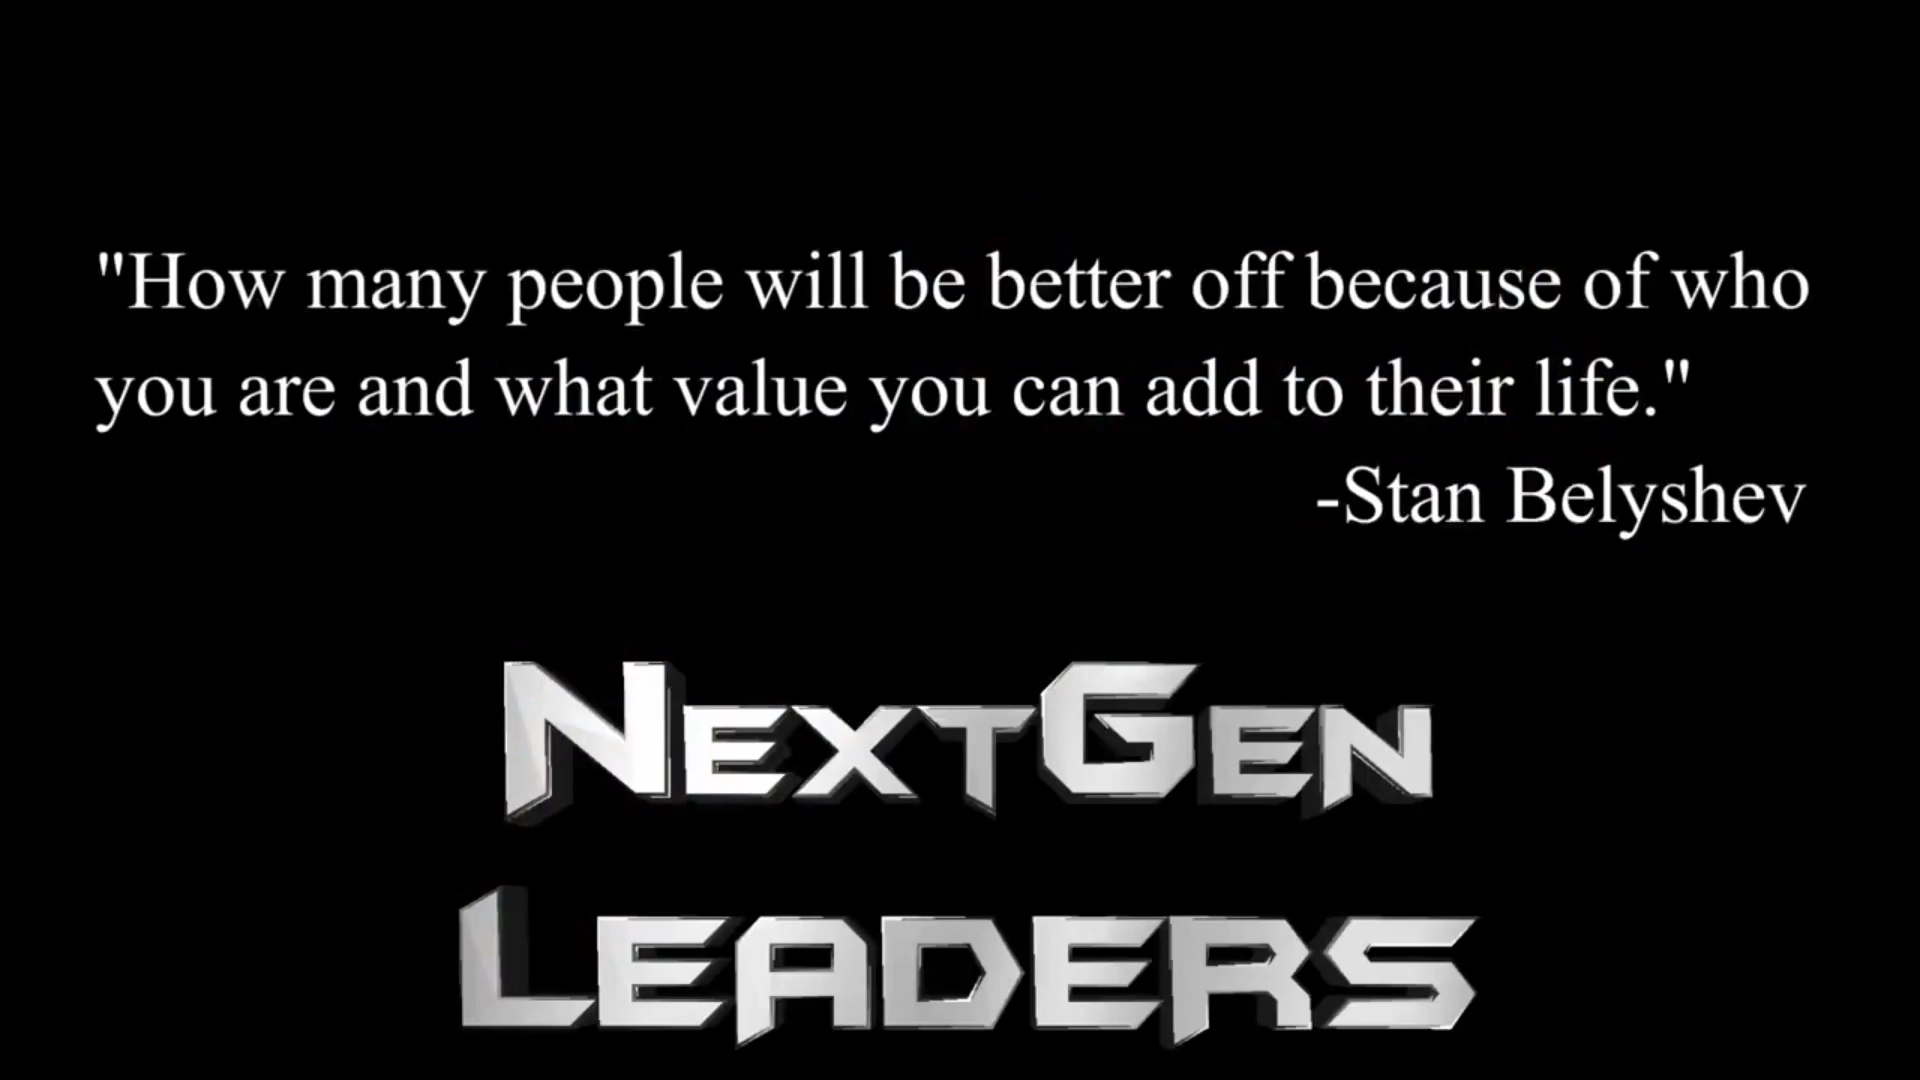 "How many people will be better off because of who
you are and what value you can add to their life."
-Stan Belyshev
NEXTGEN
LEADERS